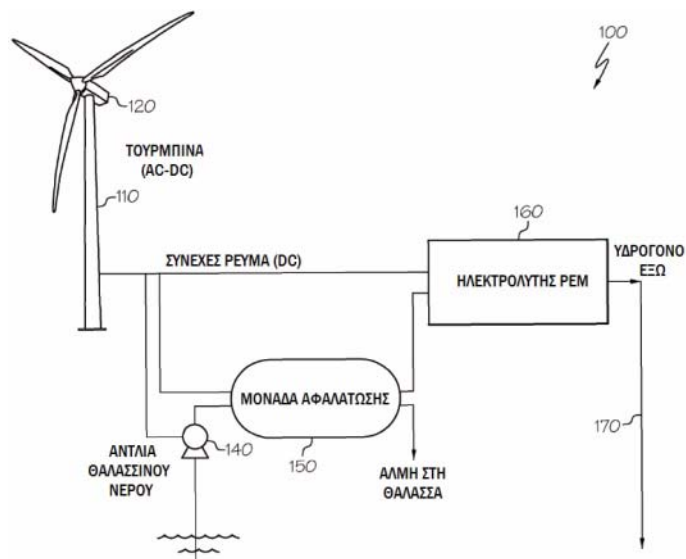 100
120
ΤΟΥΡΜΠΙΝΑ
(AC-DC)
110
160
ΥΔΡΟΓΟΝΟ
ΕΞΩ
ΣΥΝΕΧΕΣ ΡΕΥΜΑ (DC)
ΗΛΕΚΤΡΟΛΥΤΗΣ PEM
ΜΟΝΑΔΑ ΑΦΑΛΑΤΩΣΗΣ
170
140
150
ΑΝΤΛΙΑ
ΘΑΛΑΣΣΙΝΟΥ
ΝΕΡΟΥ
ΑΛΜΗ ΣΤΗ
ΘΑΛΑΣΣΑ